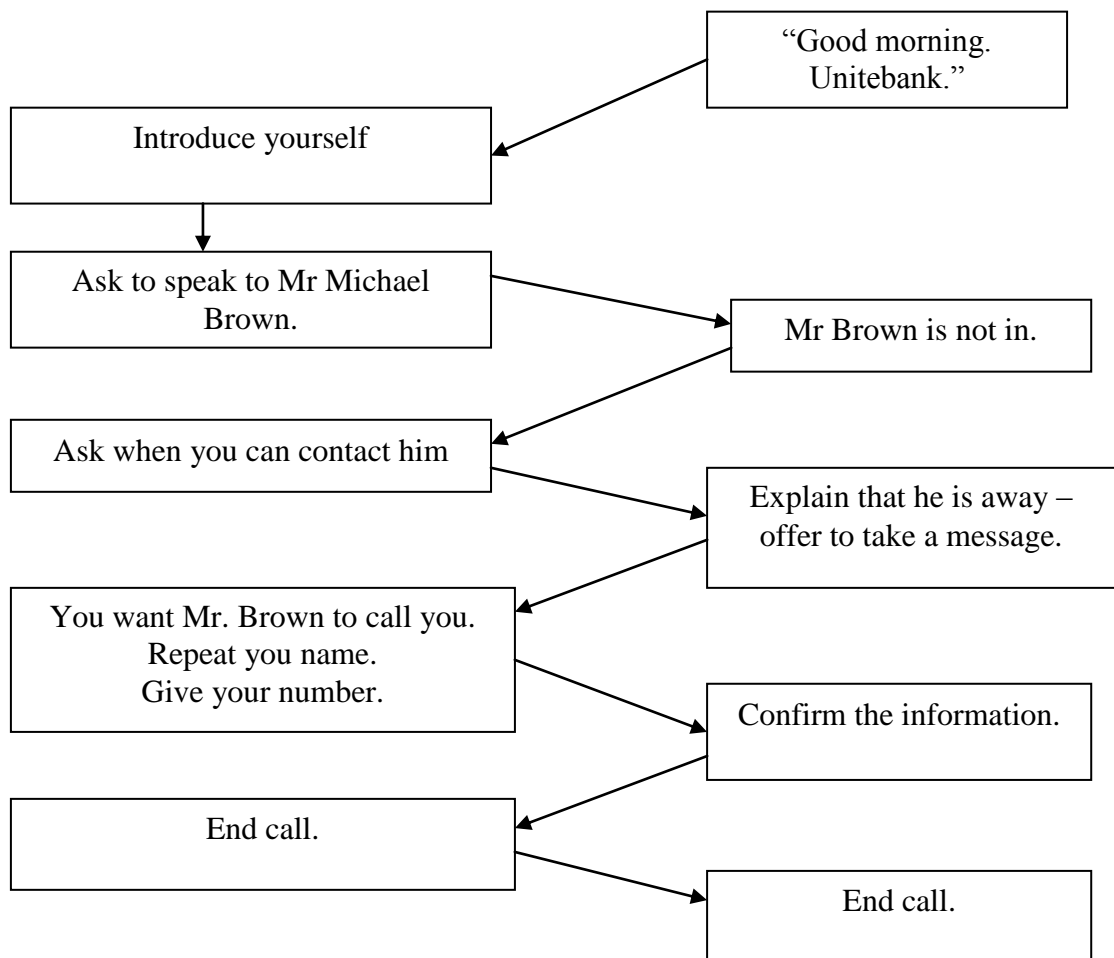 “Good morning.
Unitebank.”
Introduce yourself
Ask to speak to Mr Michael
Brown.
Mr Brown is not in.
Ask when you can contact him
Explain that he is away –
offer to take a message.
You want Mr. Brown to call you.
Repeat you name.
Give your number.
Confirm the information.
End call.
End call.